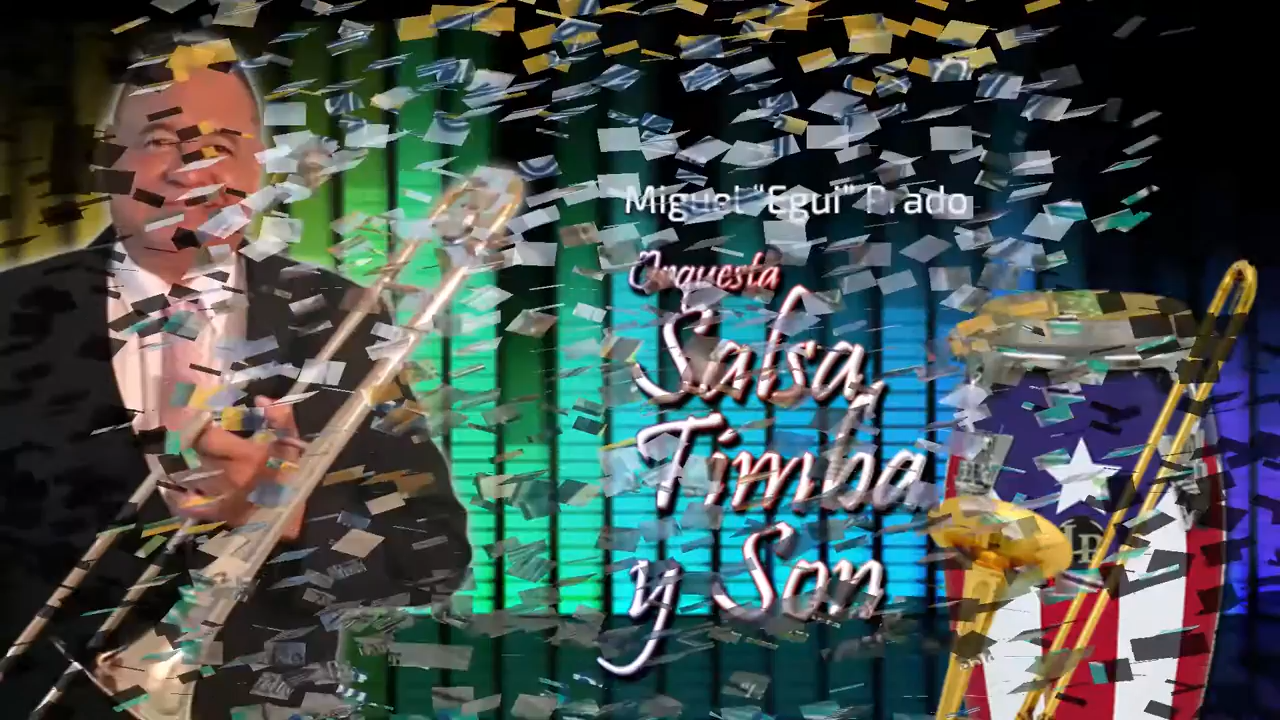 Miguel "Egui" Prado
Orquesta
Salsa,
Timba
y Son